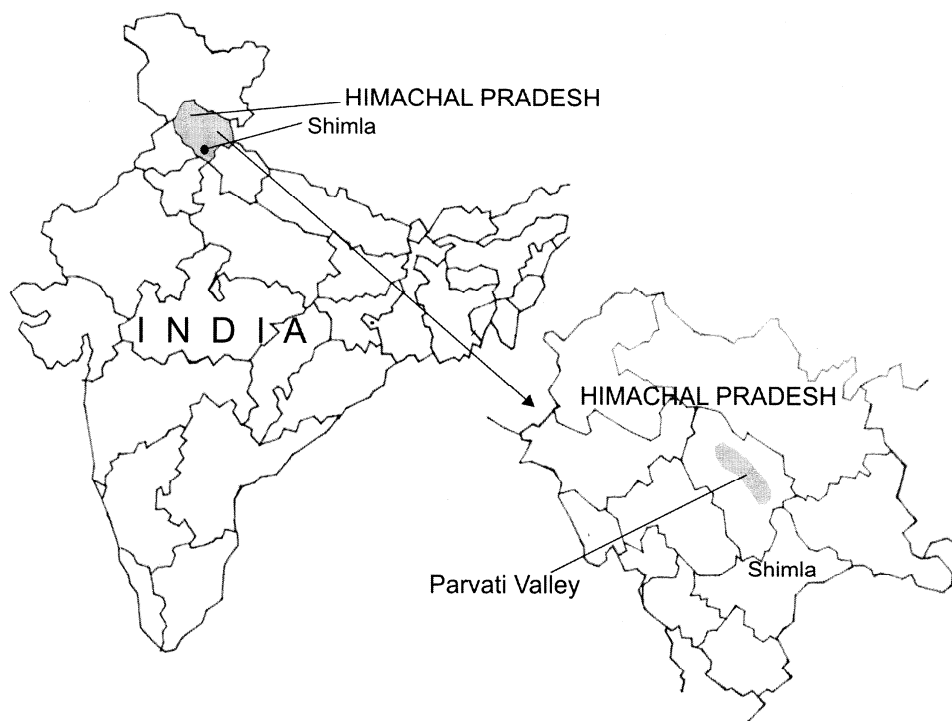 HIMACHAL PRADESH
Shimla
I N D I A
HIMACHAL PRADESH
Shimla
Parvati Valley